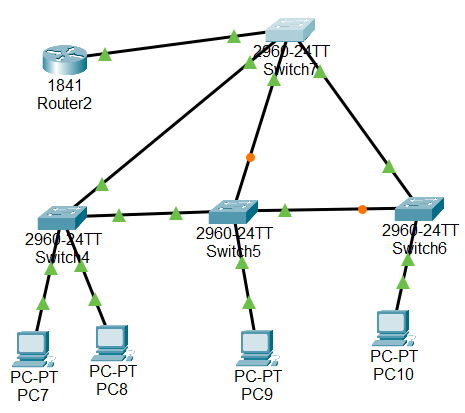 2960-24TT
Switch7
1841
Router2
2960-24TT
Switch4
2960-24TT
Switch5
2960-24TT
Switch6
PC-PT
PC7
PC-PT
PC8
PC-PT
PC9
PC-PT
PC10